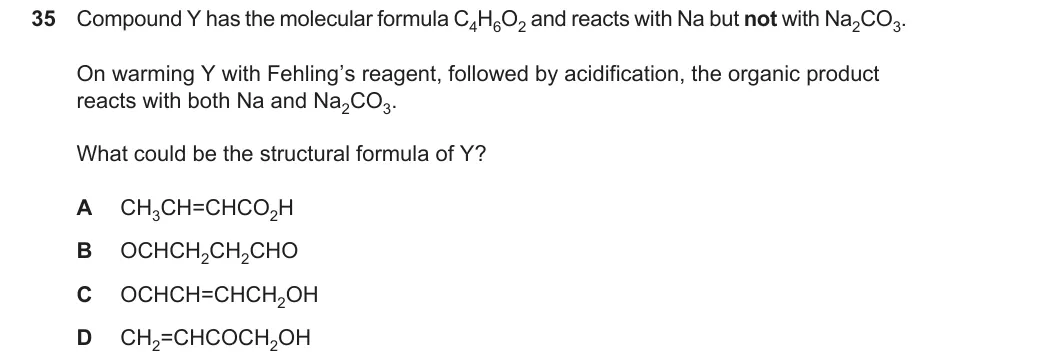 35 Compound Y has the molecular formula C₄H₆O₂ and reacts with Na but not with Na₂CO₃.
On warming Y with Fehling's reagent, followed by acidification, the organic product
reacts with both Na and Na₂CO₃.
What could be the structural formula of Y?
A CH₃CH=CHCO₂H
B OCHCH₂CH₂CHO
C OCHCH=CHCH₂OH
D CH₂=CHCOCH₂OH